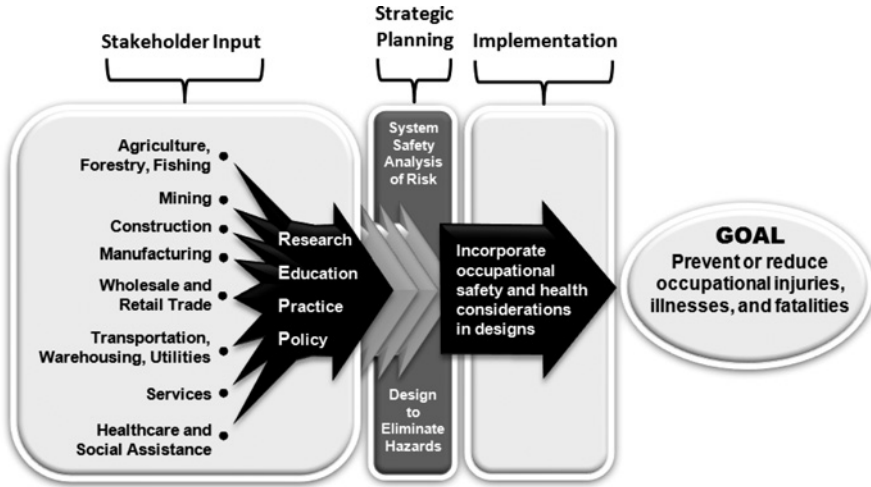 Stakeholder Input
Strategic
Planning
Implementation
Agriculture,
Forestry, Fishing
Mining
Construction
Manufacturing
Wholesale and
Retail Trade
Transportation,
Warehousing, Utilities
Services
Healthcare and
Social Assistance
Research
Education
Practice
Policy
System
Safety
Analysis
of Risk
Design
to
Eliminate
Hazards
Incorporate
occupational
safety and health
considerations
in designs
GOAL
Prevent or reduce
occupational injuries,
illnesses, and fatalities